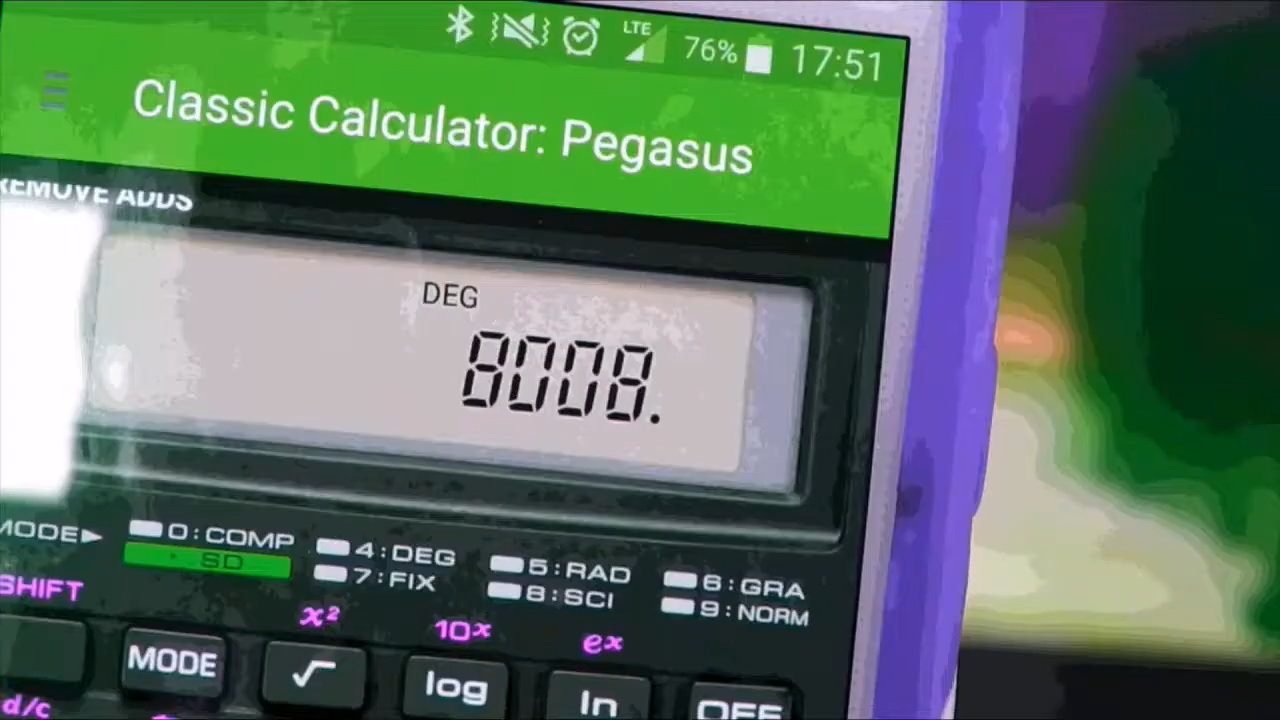 LTE 76% 17:51
Classic Calculator: Pegasus
REMOVE ADDS
DEG
8008.
MODE▶ 0:COMP 4:DEG 5:RAD 6:GRA
SD 7:FIX 8:SCI 9:NORM
SHIFT x² 10ˣ eˣ
MODE √ log ln OFF
d/c